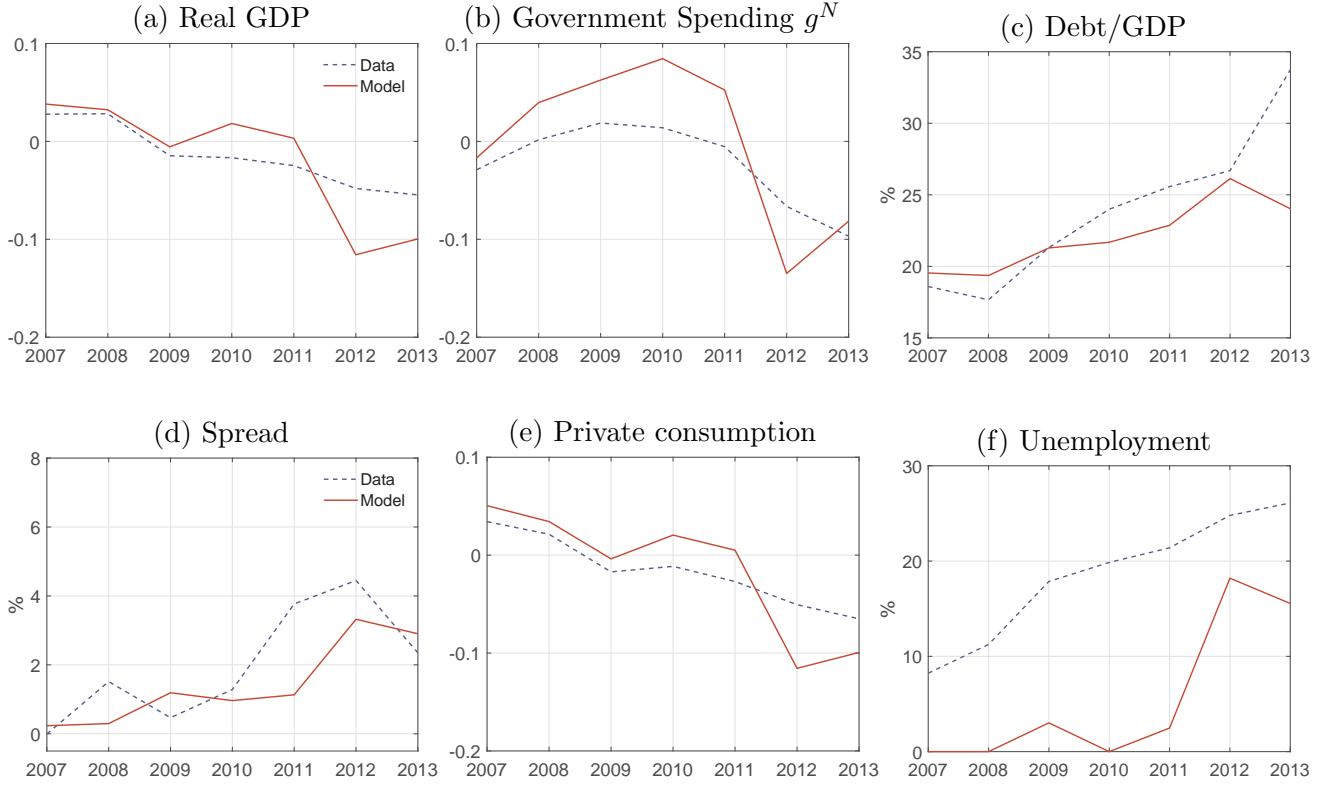 (a) Real GDP
0.1
0
-0.1
-0.2
Data
Model
2007 2008 2009 2010 2011 2012 2013
(b) Government Spending g^N
0.1
0
-0.1
-0.2
2007 2008 2009 2010 2011 2012 2013
(c) Debt/GDP
35
30
25
20
15
%
2007 2008 2009 2010 2011 2012 2013
(d) Spread
8
6
4
2
0
%
Data
Model
2007 2008 2009 2010 2011 2012 2013
(e) Private consumption
0.1
0
-0.1
-0.2
2007 2008 2009 2010 2011 2012 2013
(f) Unemployment
30
20
10
0
%
2007 2008 2009 2010 2011 2012 2013